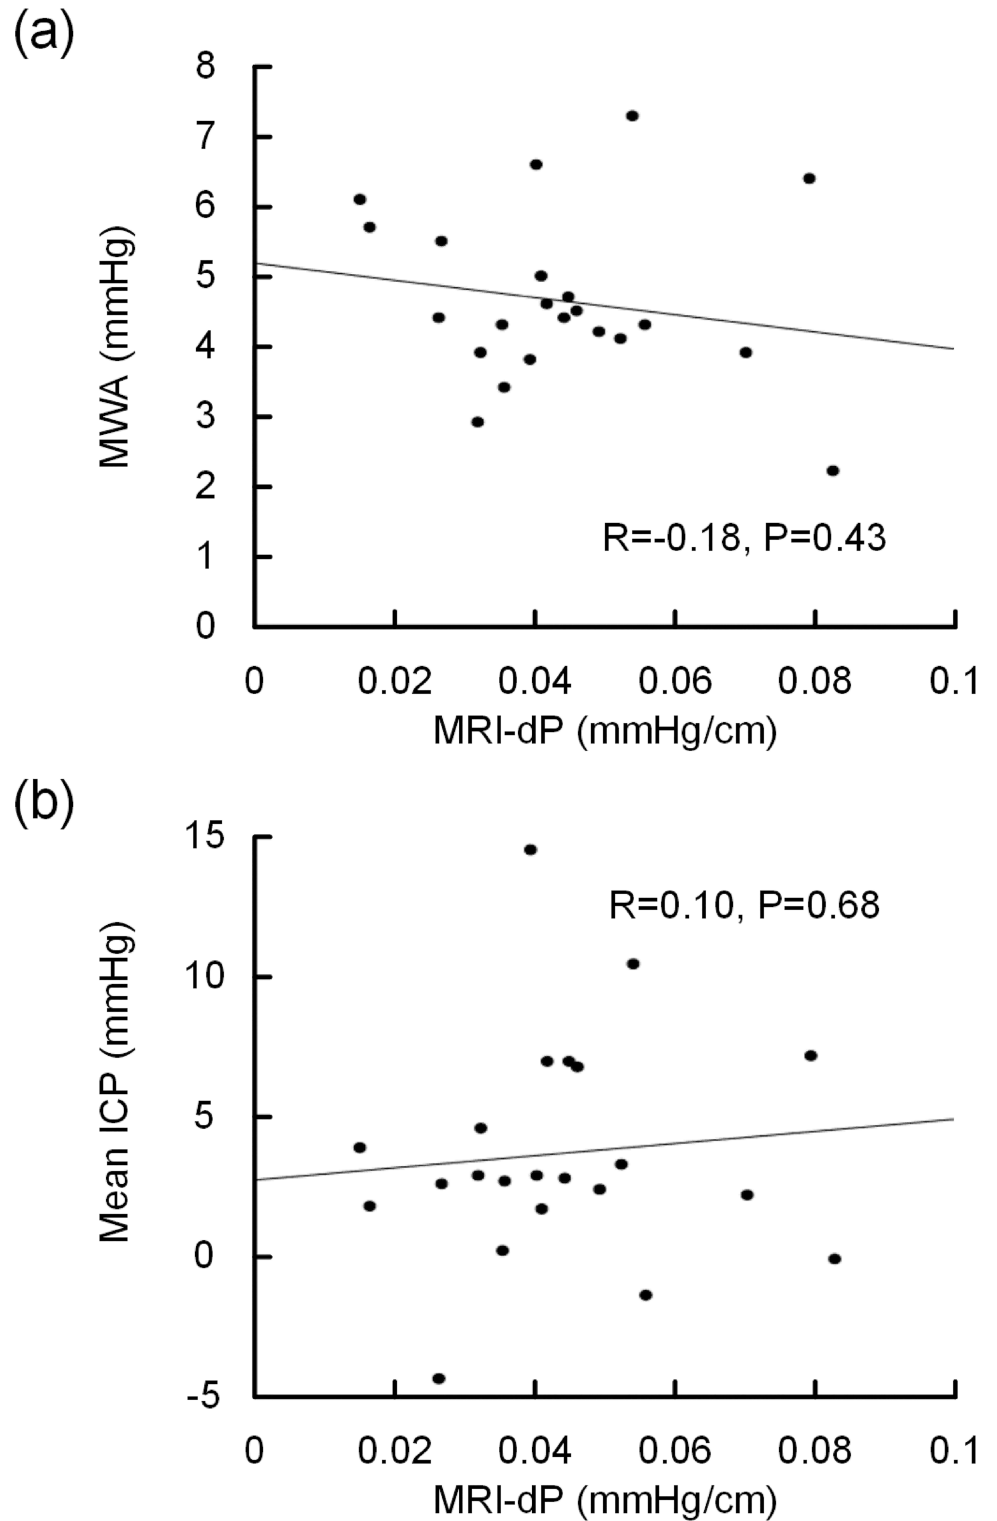 (a)
8
7
6
5
4
3
2
1
0
MWA (mmHg)
R=-0.18, P=0.43
0 0.02 0.04 0.06 0.08 0.1
MRI-dP (mmHg/cm)
(b)
15
10
5
0
-5
Mean ICP (mmHg)
R=0.10, P=0.68
0 0.02 0.04 0.06 0.08 0.1
MRI-dP (mmHg/cm)